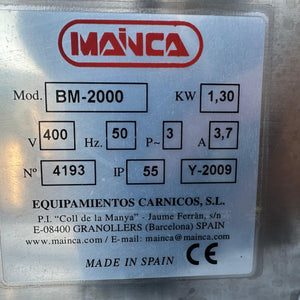 MAINCA
Mod. BM-2000 KW 1,30
V 400 Hz. 50 P~ 3 A 3,7
Nº 4193 IP 55 Y-2009
EQUIPAMIENTOS CARNICOS, S.L.
P.I. "Coll de la Manya" - Jaume Ferràn, s/n
E-08400 GRANOLLERS (Barcelona) SPAIN
www.mainca.com / E-mail: mainca@mainca.com
MADE IN SPAIN CE